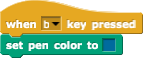 when b key pressed
set pen color to